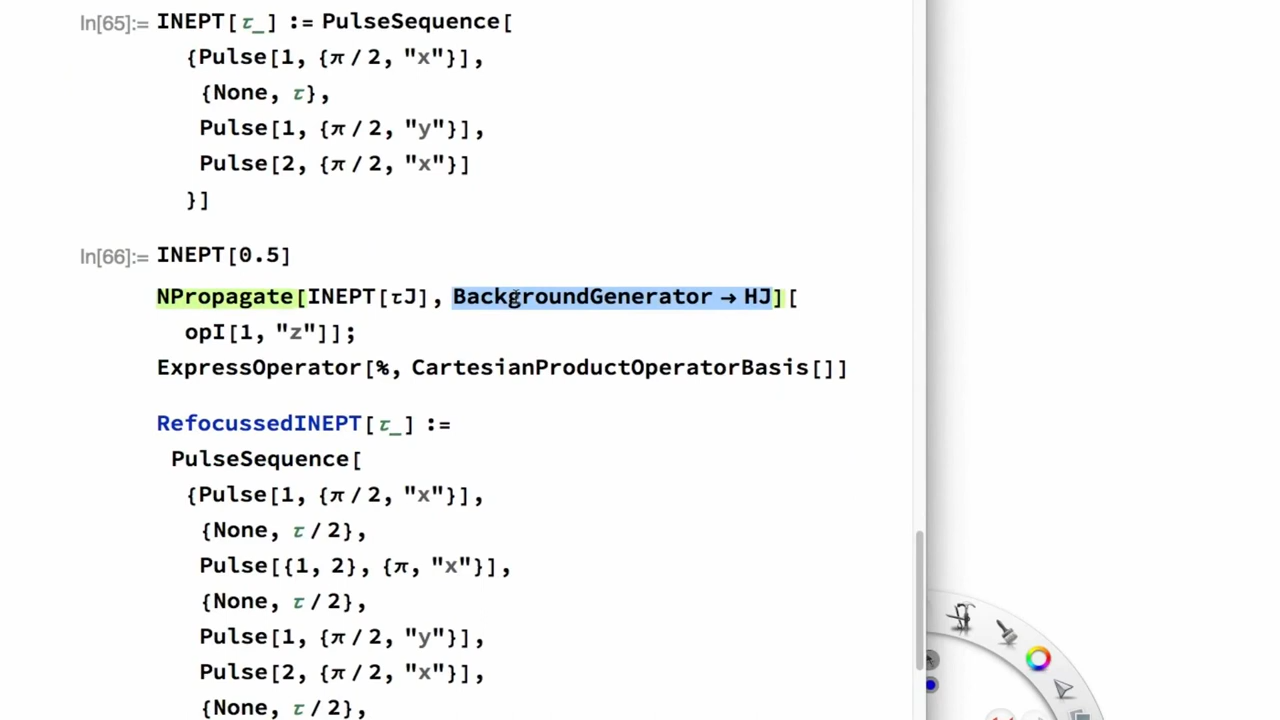 In[65]:= INEPT[τ_] := PulseSequence[
{Pulse[1, {π/2, "x"}],
{None, τ},
Pulse[1, {π/2, "y"}],
Pulse[2, {π/2, "x"}]
}]
In[66]:= INEPT[0.5]
NPropagate[INEPT[τJ], BackgroundGenerator → HJ][
opI[1, "z"]];
ExpressOperator[%, CartesianProductOperatorBasis[]]
RefocussedINEPT[τ_] :=
PulseSequence[
{Pulse[1, {π/2, "x"}],
{None, τ/2},
Pulse[{1, 2}, {π, "x"}],
{None, τ/2},
Pulse[1, {π/2, "y"}],
Pulse[2, {π/2, "x"}],
{None, τ/2},